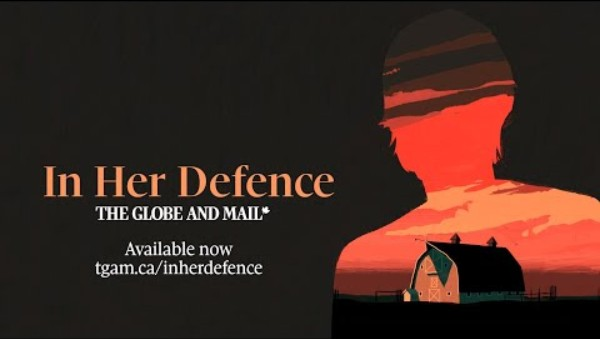 In Her Defence
THE GLOBE AND MAIL*
Available now
tgam.ca/inherdefence